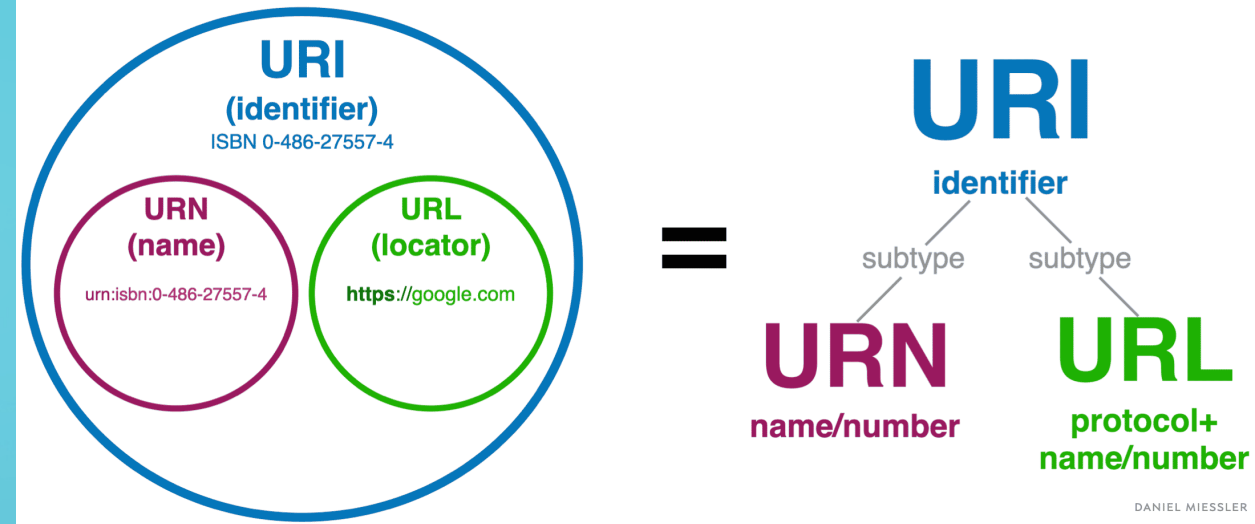 URI
(identifier)
ISBN 0-486-27557-4
URN
(name)
urn:isbn:0-486-27557-4
URL
(locator)
https://google.com
=
URI
identifier
subtype
subtype
URN
name/number
URL
protocol+
name/number
DANIEL MIESSLER